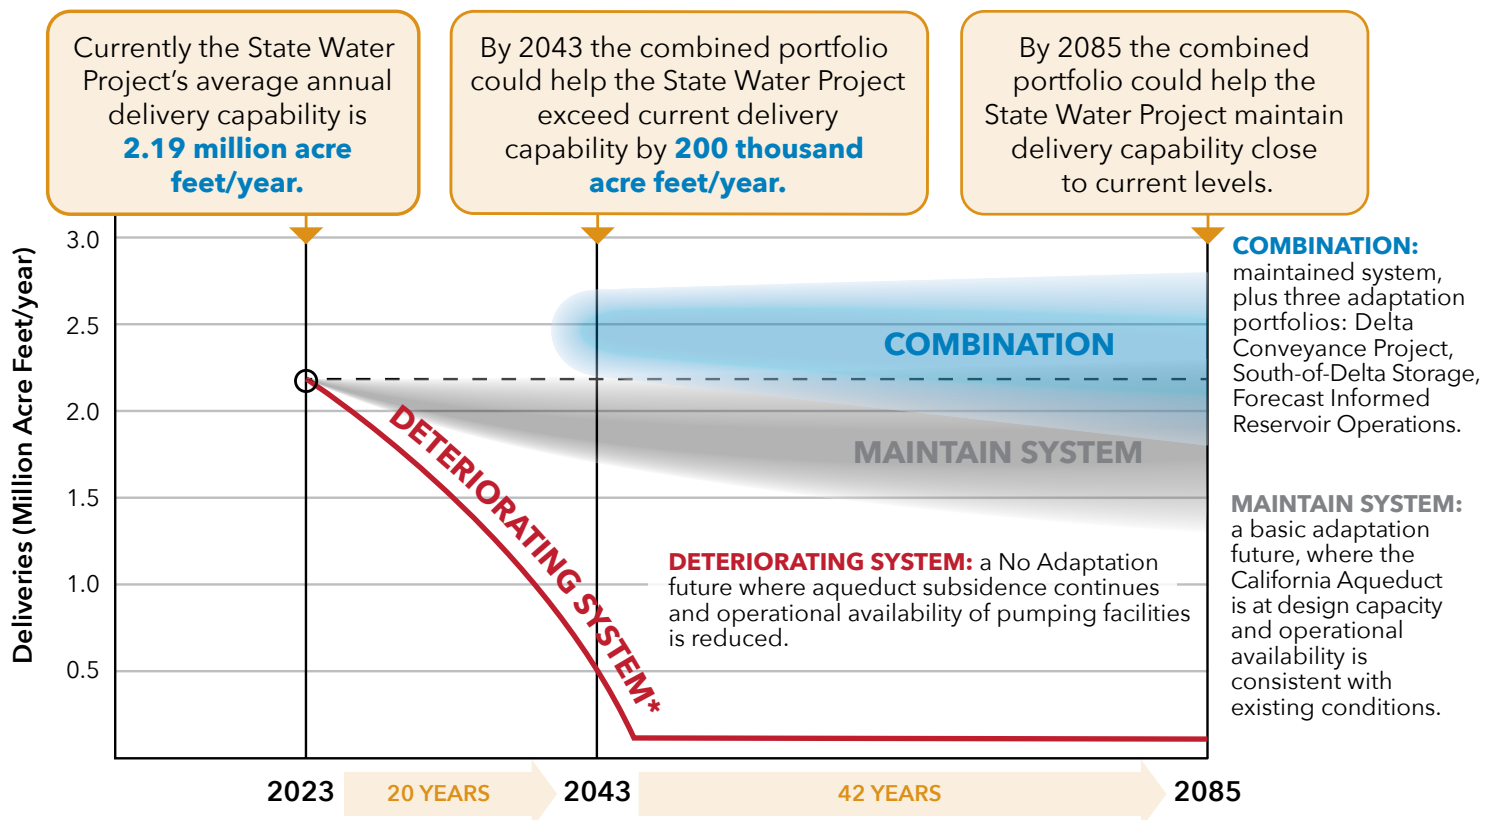 Currently the State Water
Project’s average annual
delivery capability is
2.19 million acre
feet/year.
By 2043 the combined portfolio
could help the State Water Project
exceed current delivery
capability by 200 thousand
acre feet/year.
By 2085 the combined
portfolio could help the
State Water Project maintain
delivery capability close
to current levels.
Deliveries (Million Acre Feet/year)
3.0
2.5
2.0
1.5
1.0
0.5
COMBINATION
MAINTAIN SYSTEM
DETERIORATING SYSTEM*
DETERIORATING SYSTEM: a No Adaptation
future where aqueduct subsidence continues
and operational availability of pumping facilities
is reduced.
COMBINATION:
maintained system,
plus three adaptation
portfolios: Delta
Conveyance Project,
South-of-Delta Storage,
Forecast Informed
Reservoir Operations.
MAINTAIN SYSTEM:
a basic adaptation
future, where the
California Aqueduct
is at design capacity
and operational
availability is
consistent with
existing conditions.
2023
20 YEARS
2043
42 YEARS
2085